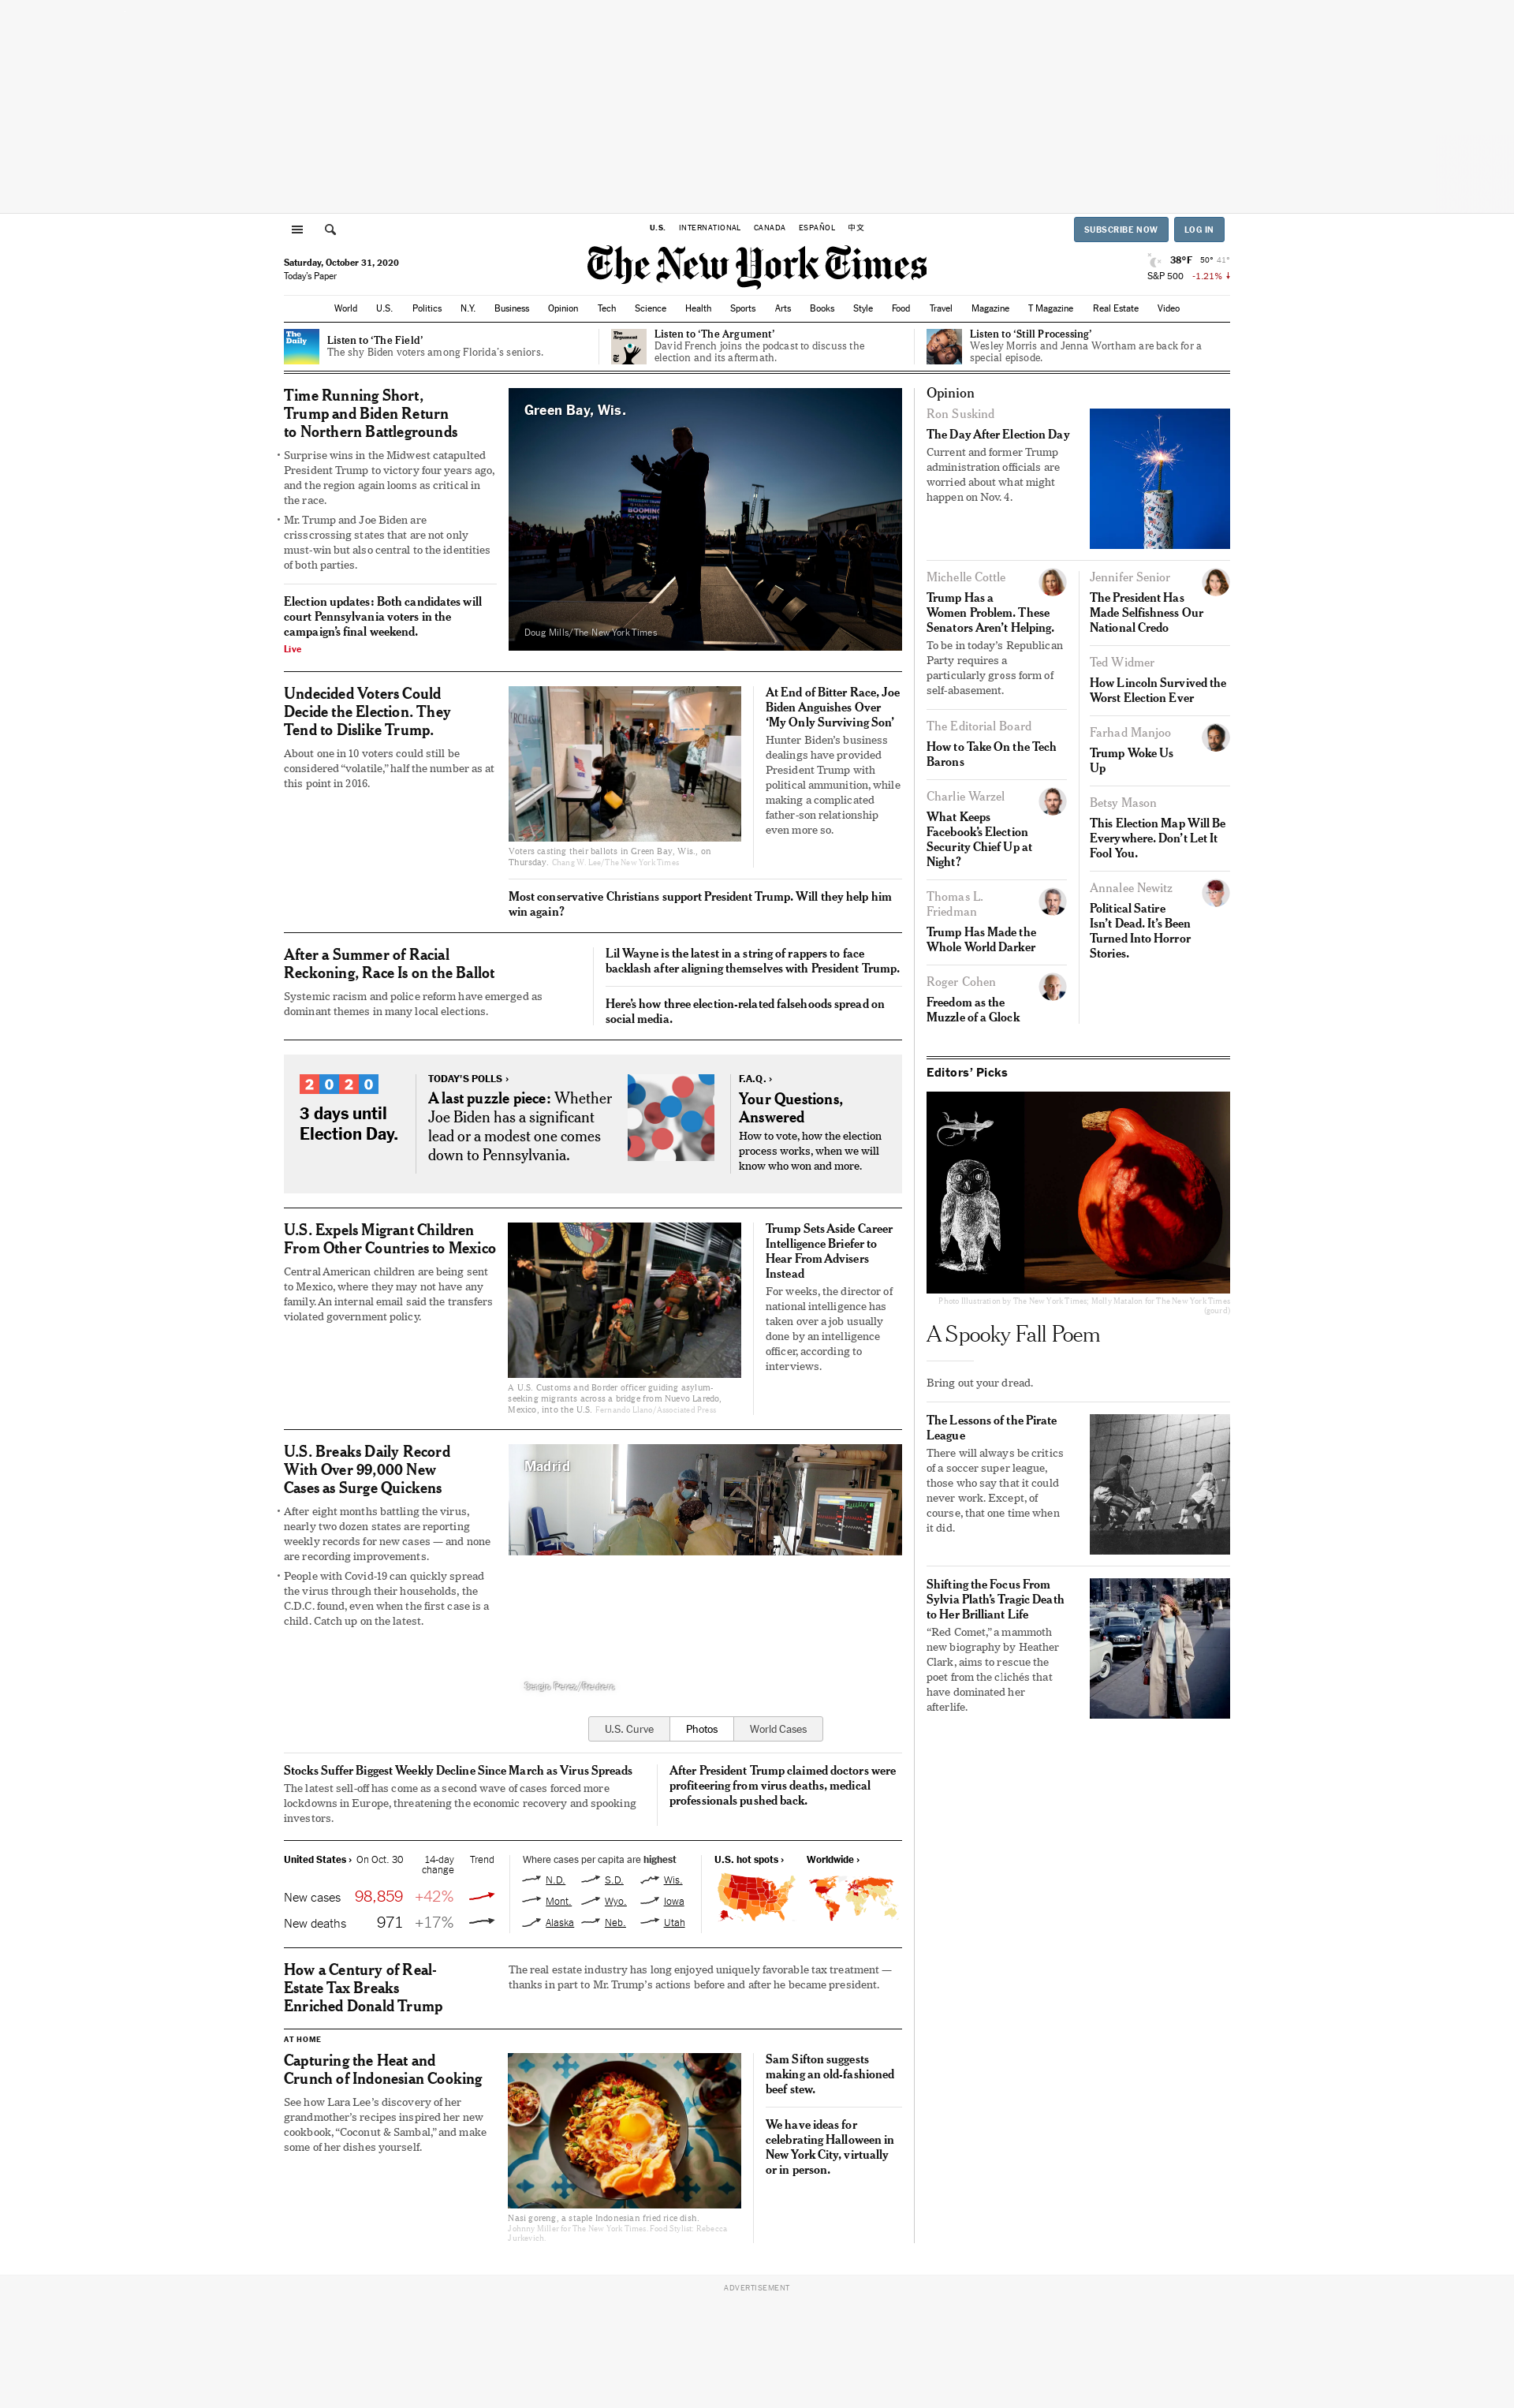 U.S. INTERNATIONAL CANADA ESPAÑOL 中文
SUBSCRIBE NOW LOG IN
Saturday, October 31, 2020
Today's Paper
The New York Times
38°F 50° 41°
S&P 500 -1.21%
World U.S. Politics N.Y. Business Opinion Tech Science Health Sports Arts Books Style Food Travel Magazine T Magazine Real Estate Video
The
Daily
Listen to ‘The Field’
The shy Biden voters among Florida’s seniors.
The
Argument
Listen to ‘The Argument’
David French joins the podcast to discuss the
election and its aftermath.
Listen to ‘Still Processing’
Wesley Morris and Jenna Wortham are back for a
special episode.
Time Running Short,
Trump and Biden Return
to Northern Battlegrounds
• Surprise wins in the Midwest catapulted
President Trump to victory four years ago,
and the region again looms as critical in
the race.
• Mr. Trump and Joe Biden are
crisscrossing states that are not only
must-win but also central to the identities
of both parties.
Election updates: Both candidates will
court Pennsylvania voters in the
campaign’s final weekend.
Live
Green Bay, Wis.
BOOMING
Doug Mills/The New York Times
Undecided Voters Could
Decide the Election. They
Tend to Dislike Trump.
About one in 10 voters could still be
considered “volatile,” half the number as at
this point in 2016.
Voters casting their ballots in Green Bay, Wis., on
Thursday. Chang W. Lee/The New York Times
At End of Bitter Race, Joe
Biden Anguishes Over
‘My Only Surviving Son’
Hunter Biden’s business
dealings have provided
President Trump with
political ammunition, while
making a complicated
father-son relationship
even more so.
Most conservative Christians support President Trump. Will they help him
win again?
After a Summer of Racial
Reckoning, Race Is on the Ballot
Systemic racism and police reform have emerged as
dominant themes in many local elections.
Lil Wayne is the latest in a string of rappers to face
backlash after aligning themselves with President Trump.
Here’s how three election-related falsehoods spread on
social media.
2020
3 days until
Election Day.
TODAY’S POLLS ›
A last puzzle piece: Whether
Joe Biden has a significant
lead or a modest one comes
down to Pennsylvania.
F.A.Q. ›
Your Questions,
Answered
How to vote, how the election
process works, when we will
know who won and more.
U.S. Expels Migrant Children
From Other Countries to Mexico
Central American children are being sent
to Mexico, where they may not have any
family. An internal email said the transfers
violated government policy.
A U.S. Customs and Border officer guiding asylum-
seeking migrants across a bridge from Nuevo Laredo,
Mexico, into the U.S. Fernando Llano/Associated Press
Trump Sets Aside Career
Intelligence Briefer to
Hear From Advisers
Instead
For weeks, the director of
national intelligence has
taken over a job usually
done by an intelligence
officer, according to
interviews.
U.S. Breaks Daily Record
With Over 99,000 New
Cases as Surge Quickens
• After eight months battling the virus,
nearly two dozen states are reporting
weekly records for new cases — and none
are recording improvements.
• People with Covid-19 can quickly spread
the virus through their households, the
C.D.C. found, even when the first case is a
child. Catch up on the latest.
Madrid
Sergio Perez/Reuters
U.S. Curve Photos World Cases
Stocks Suffer Biggest Weekly Decline Since March as Virus Spreads
The latest sell-off has come as a second wave of cases forced more
lockdowns in Europe, threatening the economic recovery and spooking
investors.
After President Trump claimed doctors were
profiteering from virus deaths, medical
professionals pushed back.
United States › On Oct. 30 14-day
change Trend
New cases 98,859 +42%
New deaths 971 +17%
Where cases per capita are highest
N.D. S.D. Wis.
Mont. Wyo. Iowa
Alaska Neb. Utah
U.S. hot spots › Worldwide ›
How a Century of Real-
Estate Tax Breaks
Enriched Donald Trump
The real estate industry has long enjoyed uniquely favorable tax treatment —
thanks in part to Mr. Trump’s actions before and after he became president.
AT HOME
Capturing the Heat and
Crunch of Indonesian Cooking
See how Lara Lee’s discovery of her
grandmother’s recipes inspired her new
cookbook, “Coconut & Sambal,” and make
some of her dishes yourself.
Nasi goreng, a staple Indonesian fried rice dish.
Johnny Miller for The New York Times. Food Stylist: Rebecca
Jurkevich.
Sam Sifton suggests
making an old-fashioned
beef stew.
We have ideas for
celebrating Halloween in
New York City, virtually
or in person.
Opinion
Ron Suskind
The Day After Election Day
Current and former Trump
administration officials are
worried about what might
happen on Nov. 4.
Michelle Cottle
Trump Has a
Women Problem. These
Senators Aren’t Helping.
To be in today’s Republican
Party requires a
particularly gross form of
self-abasement.
The Editorial Board
How to Take On the Tech
Barons
Charlie Warzel
What Keeps
Facebook’s Election
Security Chief Up at
Night?
Thomas L.
Friedman
Trump Has Made the
Whole World Darker
Roger Cohen
Freedom as the
Muzzle of a Glock
Jennifer Senior
The President Has
Made Selfishness Our
National Credo
Ted Widmer
How Lincoln Survived the
Worst Election Ever
Farhad Manjoo
Trump Woke Us
Up
Betsy Mason
This Election Map Will Be
Everywhere. Don’t Let It
Fool You.
Annalee Newitz
Political Satire
Isn’t Dead. It’s Been
Turned Into Horror
Stories.
Editors’ Picks
Photo Illustration by The New York Times; Molly Matalon for The New York Times
(gourd)
A Spooky Fall Poem
Bring out your dread.
The Lessons of the Pirate
League
There will always be critics
of a soccer super league,
those who say that it could
never work. Except, of
course, that one time when
it did.
Shifting the Focus From
Sylvia Plath’s Tragic Death
to Her Brilliant Life
“Red Comet,” a mammoth
new biography by Heather
Clark, aims to rescue the
poet from the clichés that
have dominated her
afterlife.
ADVERTISEMENT